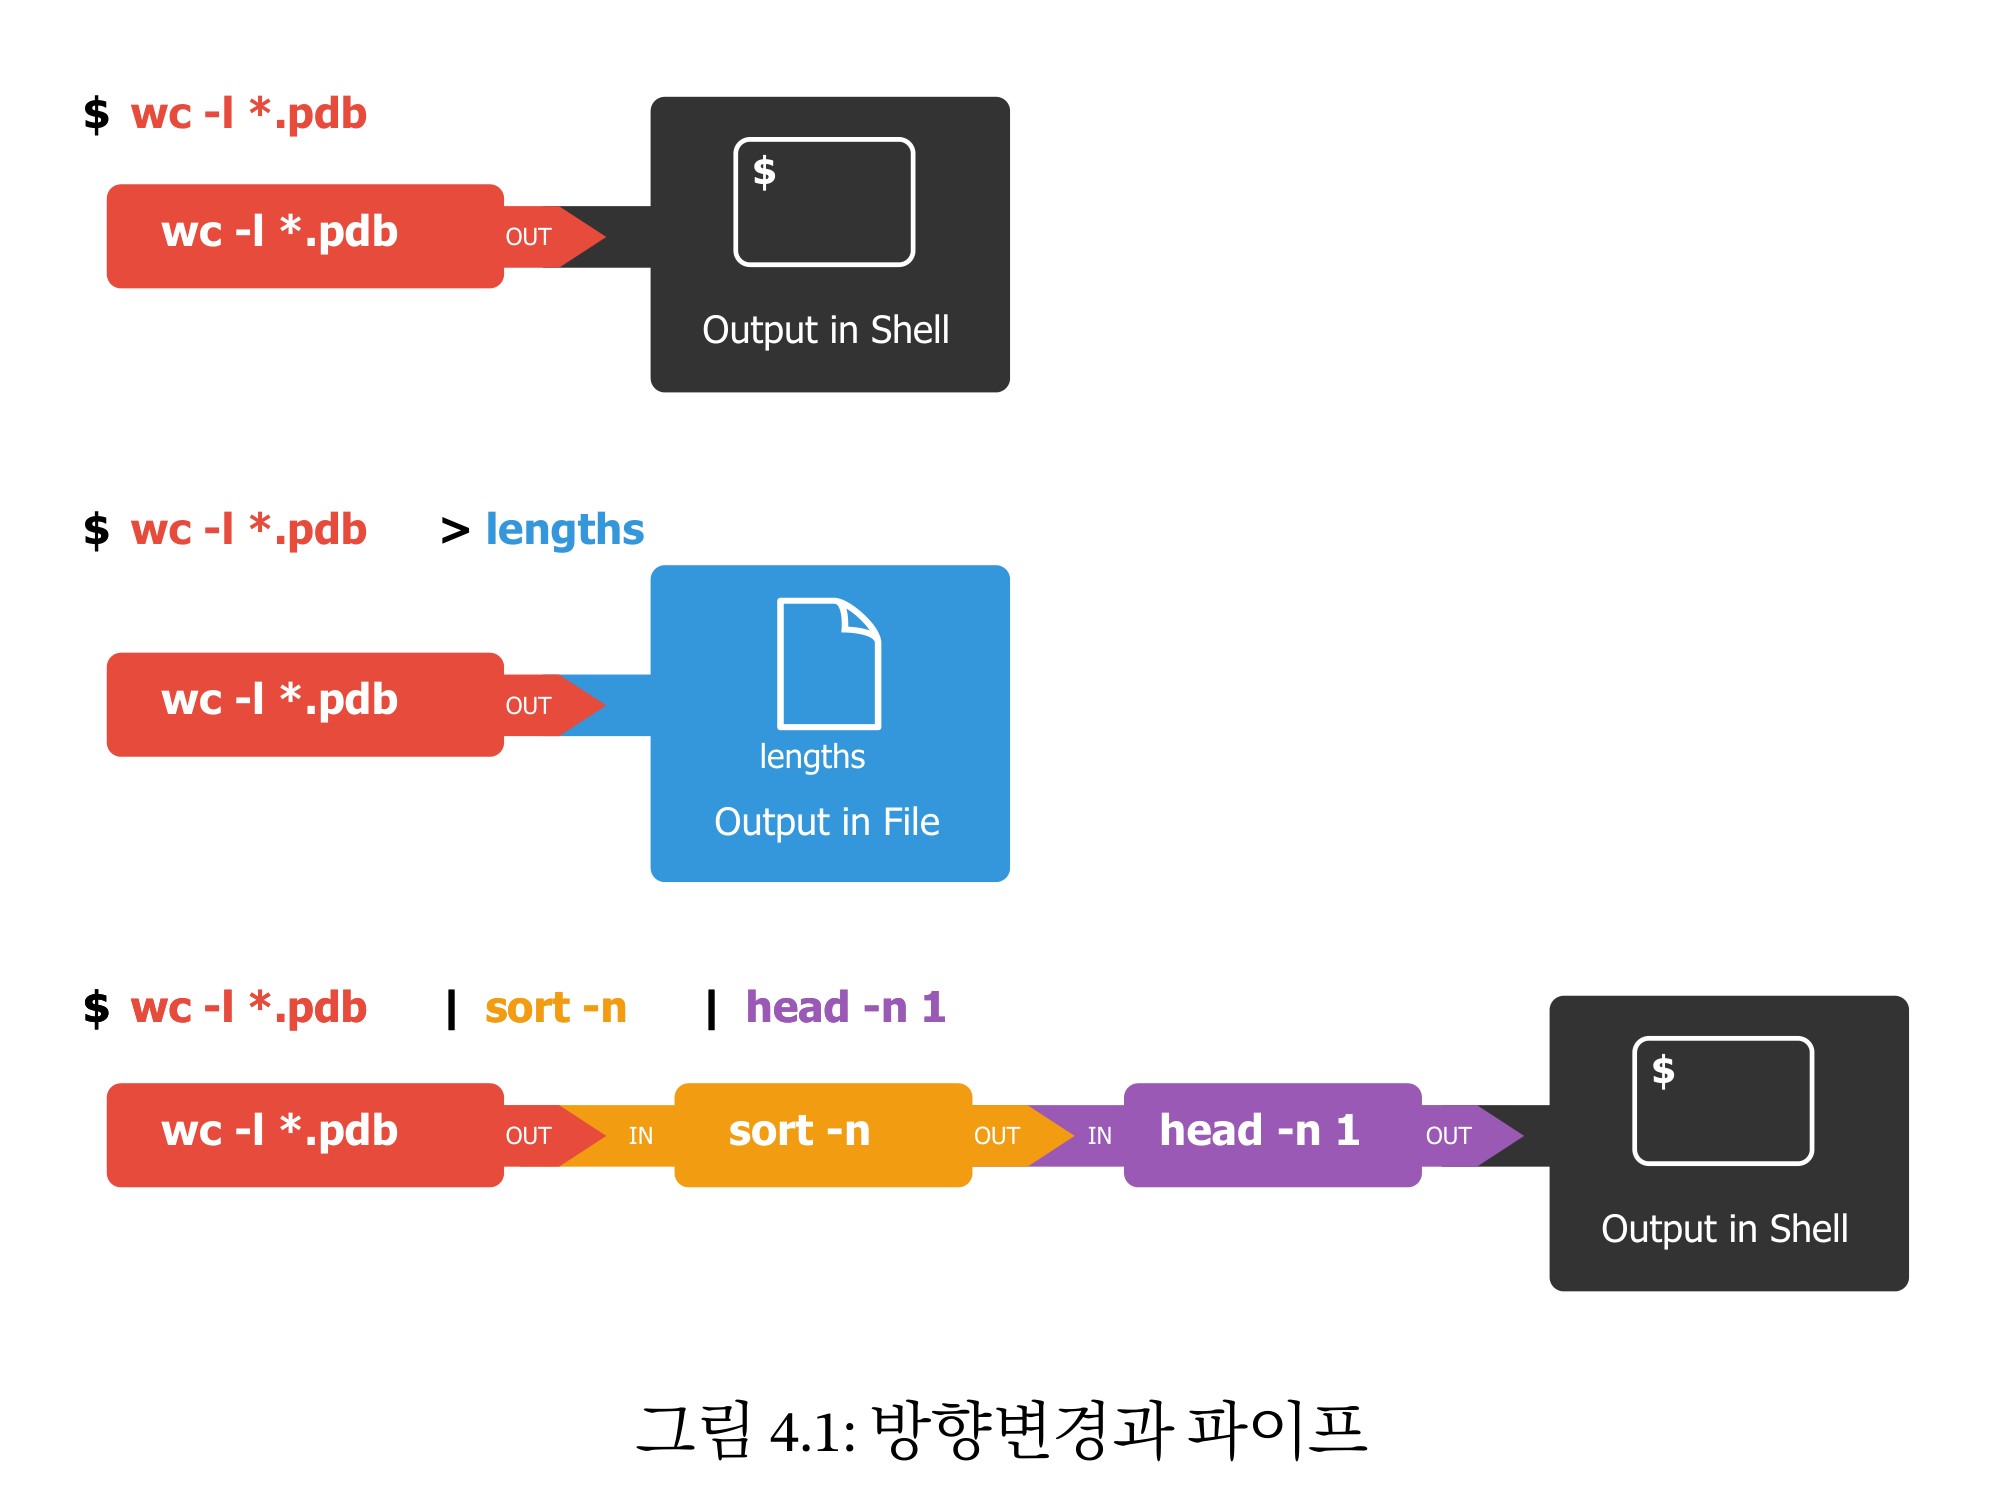 $ wc -l *.pdb
wc -l *.pdb OUT
$
Output in Shell
$ wc -l *.pdb > lengths
wc -l *.pdb OUT
lengths
Output in File
$ wc -l *.pdb | sort -n | head -n 1
wc -l *.pdb OUT IN sort -n OUT IN head -n 1 OUT
$
Output in Shell
그림 4.1: 방향변경과 파이프